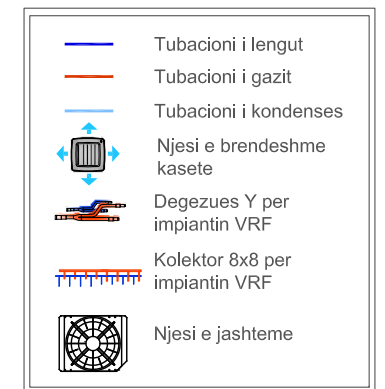 Tubacioni i lengut
Tubacioni i gazit
Tubacioni i kondenses
Njesi e brendeshme
kasete
Degezues Y per
impiantin VRF
Kolektor 8x8 per
impiantin VRF
Njesi e jashteme